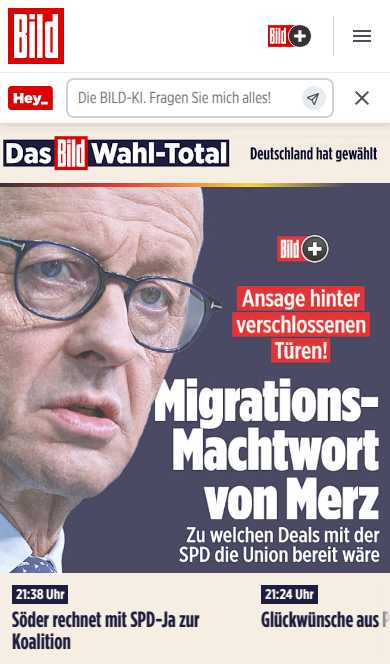 Bild
Bild
Hey_
Die BILD-KI. Fragen Sie mich alles!
Das Bild Wahl-Total
Deutschland hat gewählt
Bild
Ansage hinter
verschlossenen
Türen!
Migrations-
Machtwort
von Merz
Zu welchen Deals mit der
SPD die Union bereit wäre
21:38 Uhr
Söder rechnet mit SPD-Ja zur
Koalition
21:24 Uhr
Glückwünsche aus P